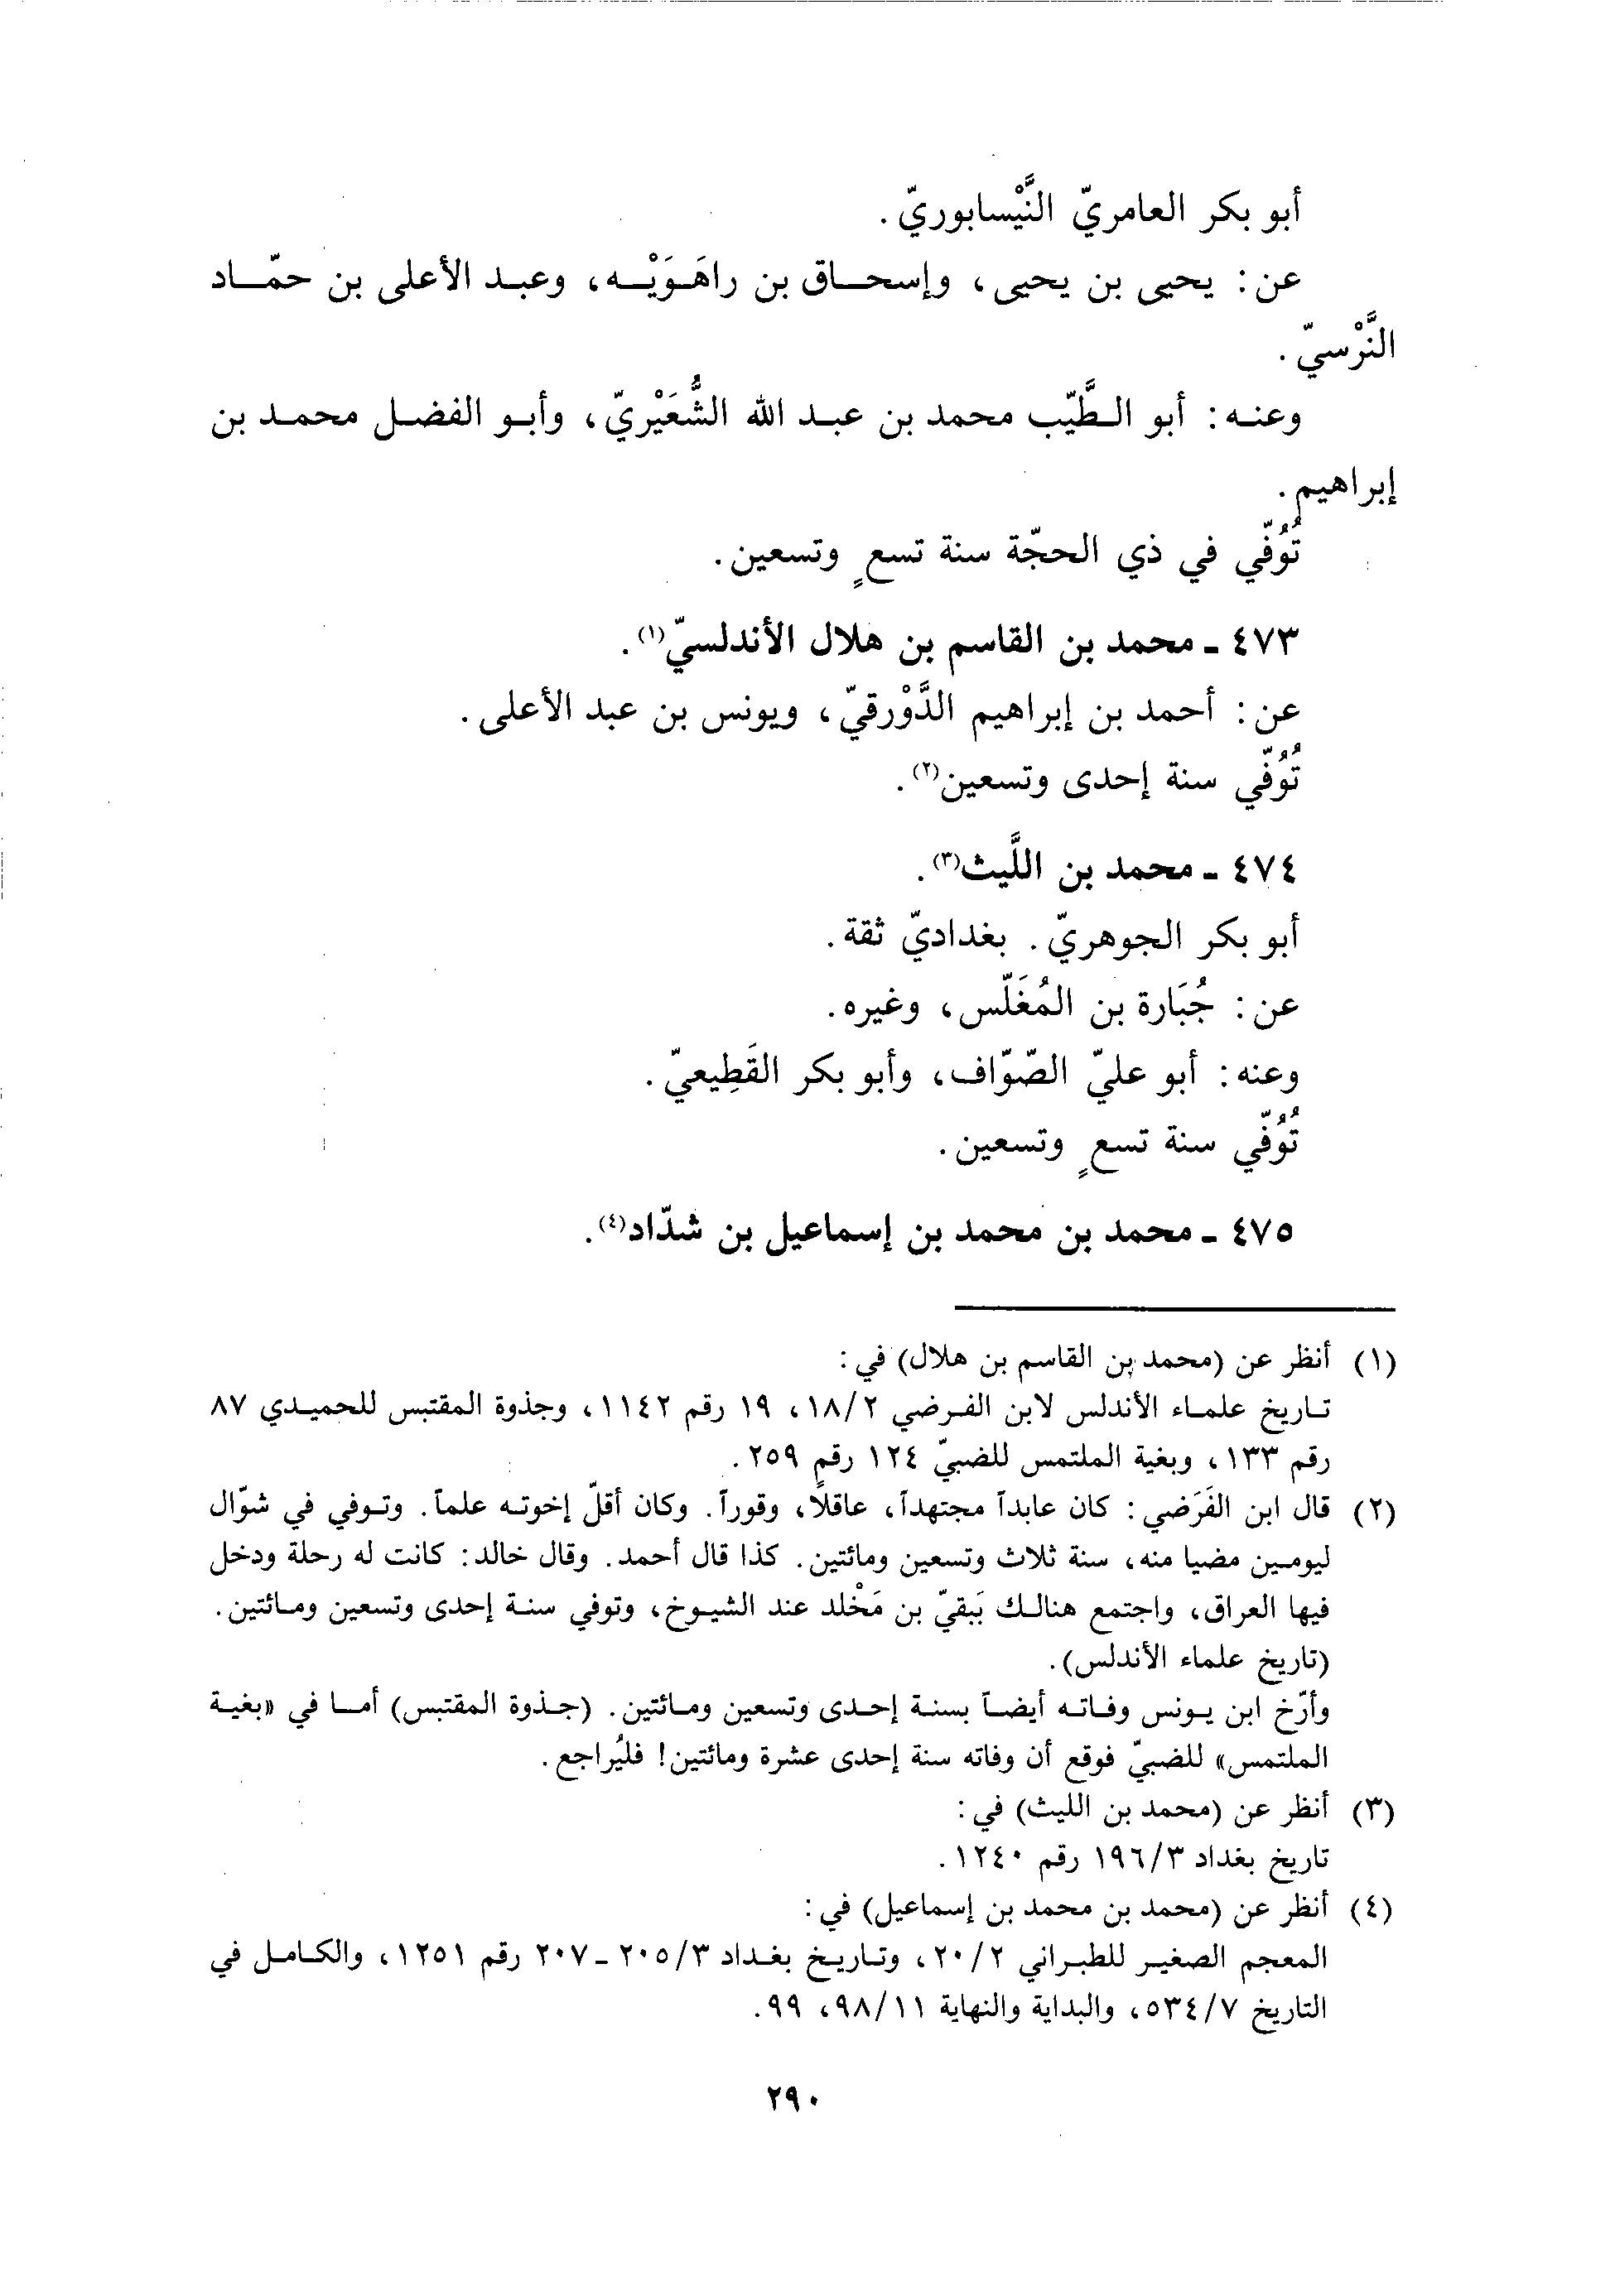 أبو بكر العامريّ النَّيْسابوريّ.
عن: يحيى بن يحيى، وإسحاق بن راهَوَيْه، وعبد الأعلى بن حمّاد
النَّرْسيّ.
وعنه: أبو الطَّيّب محمد بن عبد الله الشُّعَيْريّ، وأبو الفضل محمد بن
إبراهيم.
تُوُفّي في ذي الحجّة سنة تسعٍ وتسعين.
٤٧٣ ـ محمد بن القاسم بن هلال الأندلسيّ(١).
عن: أحمد بن إبراهيم الدَّوْرقيّ، ويونس بن عبد الأعلى.
تُوُفّي سنة إحدى وتسعين(٢).
٤٧٤ ـ محمد بن اللَّيث(٣).
أبو بكر الجوهريّ. بغداديّ ثقة.
عن: جُبَارة بن المُغَلّس، وغيره.
وعنه: أبو عليّ الصّوّاف، وأبو بكر القَطِيعيّ.
تُوُفّي سنة تسعٍ وتسعين.
٤٧٥ ـ محمد بن محمد بن إسماعيل بن شدّاد(٤).
(١) أنظر عن (محمد بن القاسم بن هلال) في:
تاريخ علماء الأندلس لابن الفرضي ١٨/٢، ١٩ رقم ١١٤٢، وجذوة المقتبس للحميدي ٨٧
رقم ١٣٣، وبغية الملتمس للضبيّ ١٢٤ رقم ٢٥٩.
(٢) قال ابن الفَرَضي: كان عابداً مجتهداً، عاقلاً، وقوراً. وكان أقلّ إخوته علماً. وتوفي في شوّال
ليومين مضيا منه، سنة ثلاث وتسعين ومائتين. كذا قال أحمد. وقال خالد: كانت له رحلة ودخل
فيها العراق، واجتمع هنالك بَبقيّ بن مَخْلد عند الشيوخ، وتوفي سنة إحدى وتسعين ومائتين.
(تاريخ علماء الأندلس).
وأرّخ ابن يونس وفاته أيضاً بسنة إحدى وتسعين ومائتين. (جذوة المقتبس) أما في «بغية
الملتمس» للضبيّ فوقع أن وفاته سنة إحدى عشرة ومائتين! فليُراجع.
(٣) أنظر عن (محمد بن الليث) في:
تاريخ بغداد ١٩٦/٣ رقم ١٢٤٠.
(٤) أنظر عن (محمد بن محمد بن إسماعيل) في:
المعجم الصغير للطبراني ٢٠/٢، وتاريخ بغداد ٢٠٥/٣ ـ ٢٠٧ رقم ١٢٥١، والكامل في
التاريخ ٥٣٤/٧، والبداية والنهاية ٩٨/١١، ٩٩.
٢٩٠